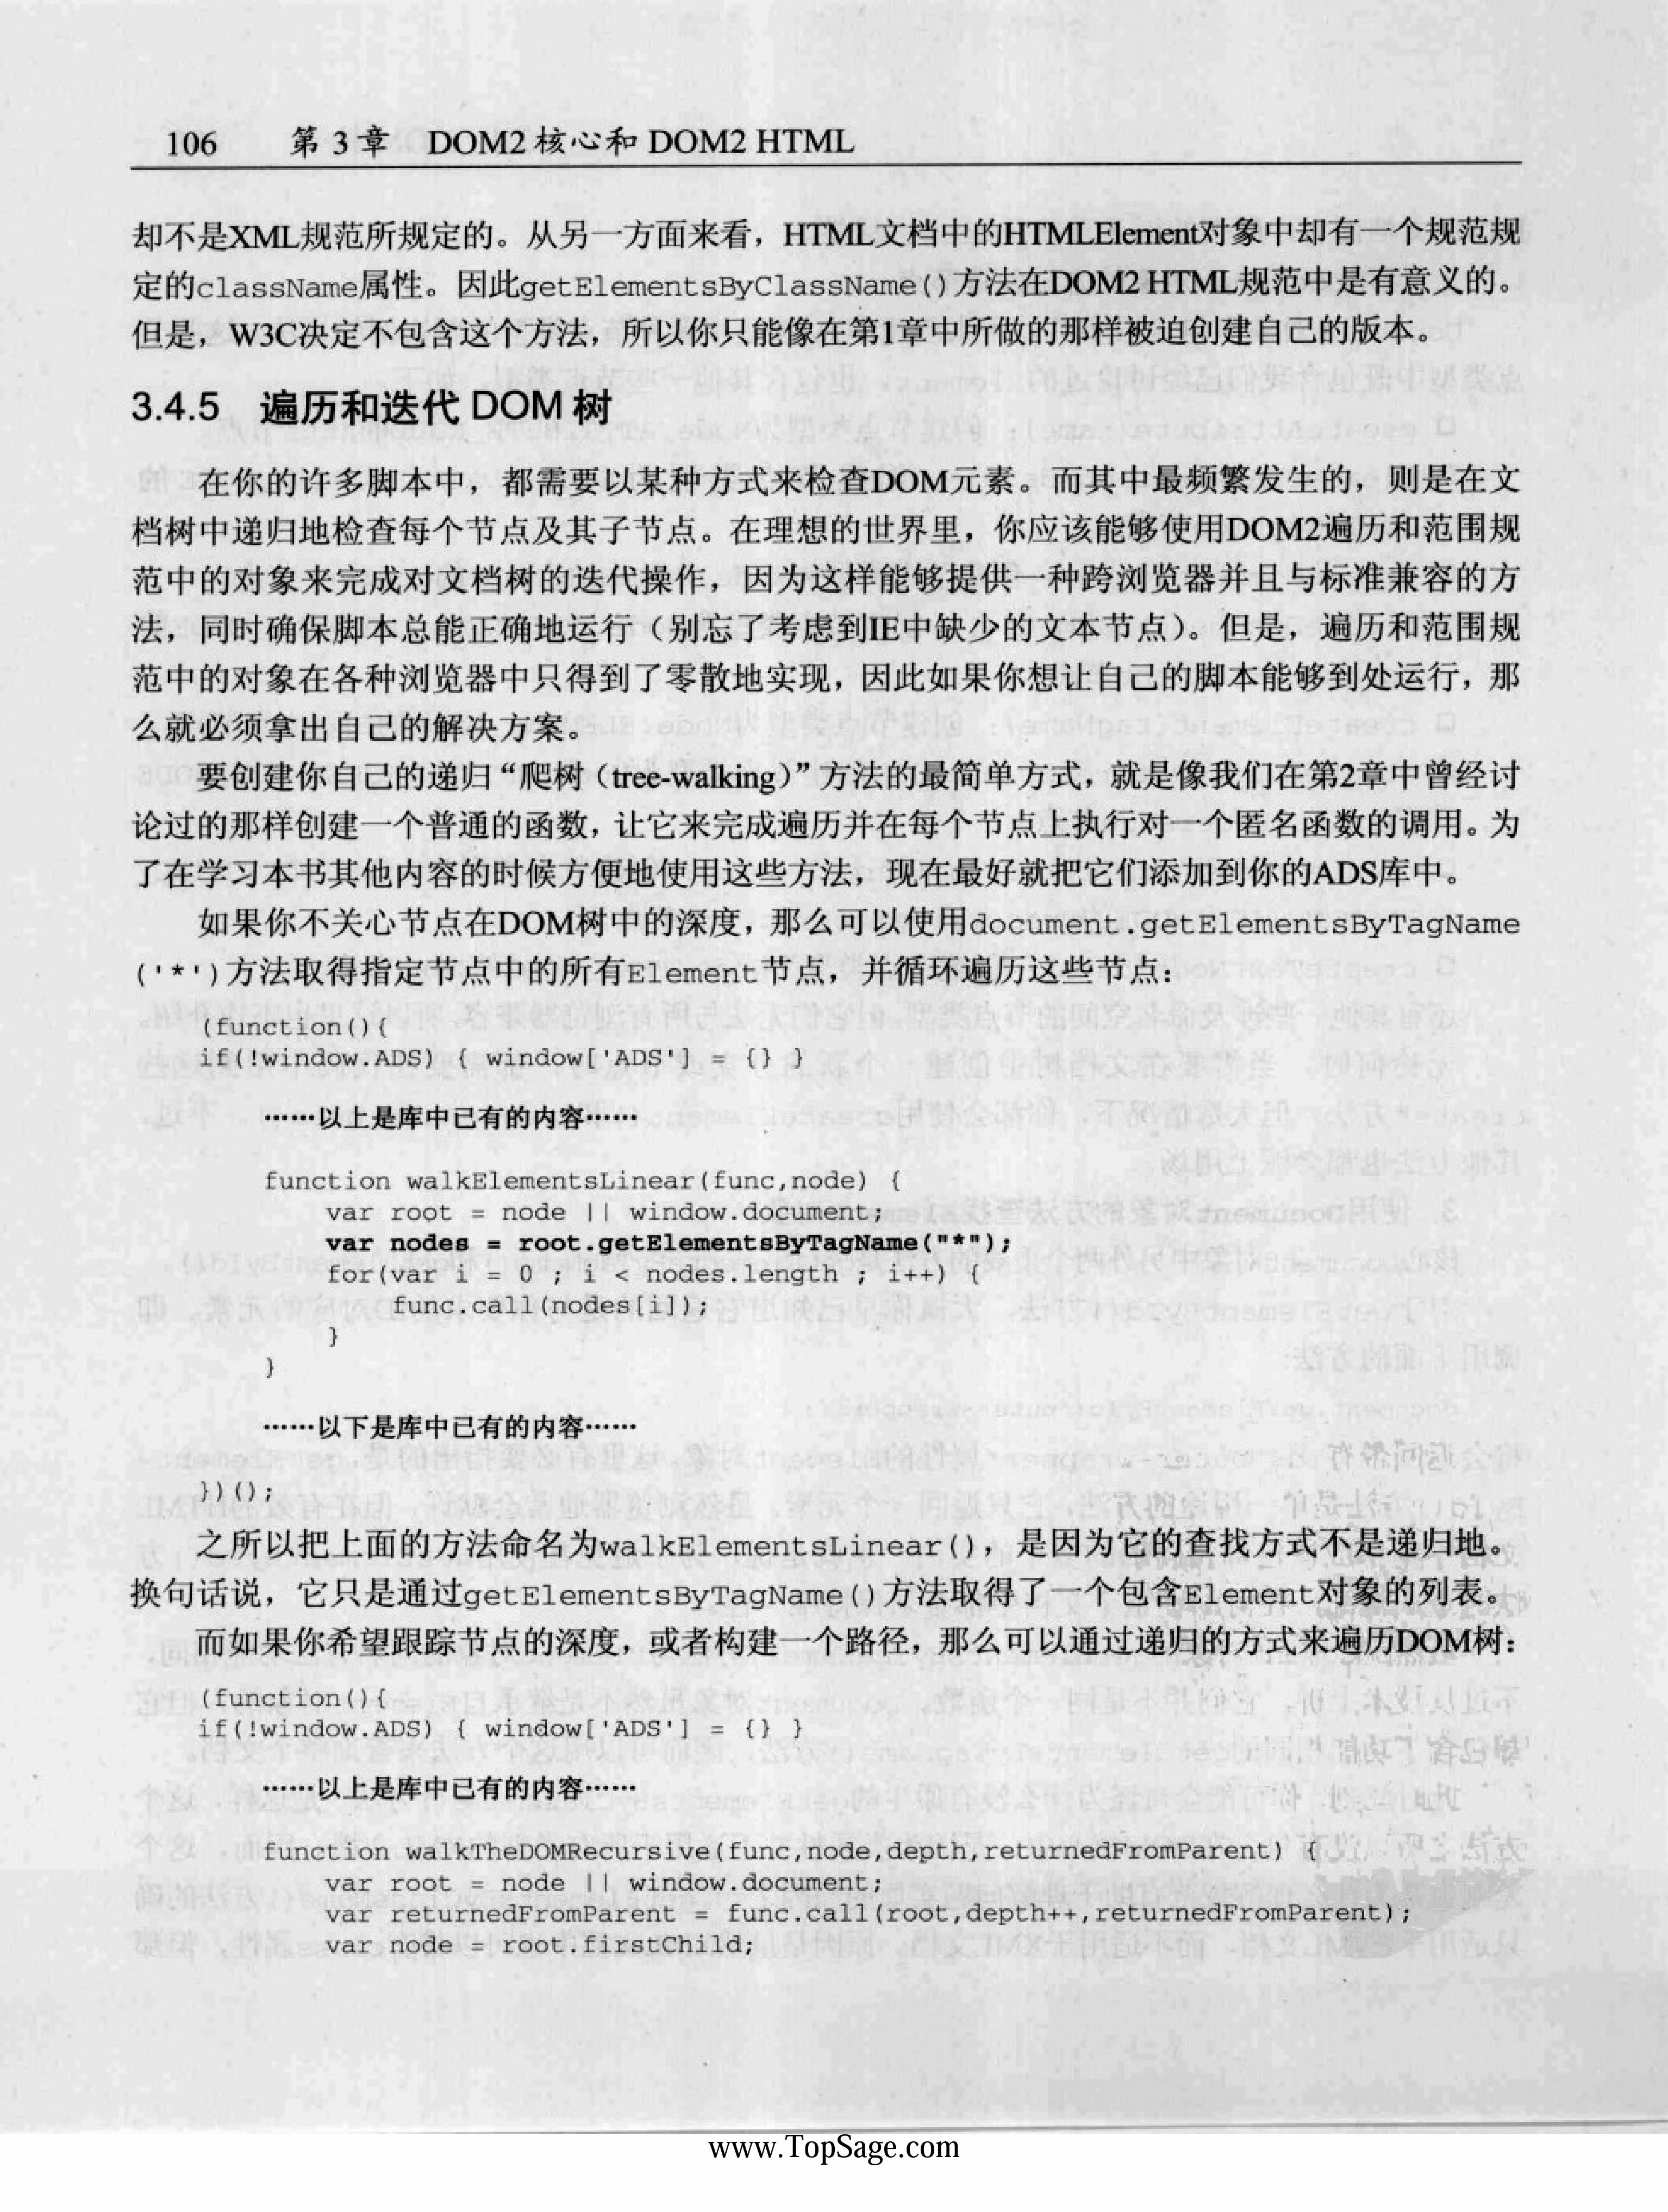 106 第 3 章 DOM2 核心和 DOM2 HTML
却不是XML规范所规定的。从另一方面来看，HTML文档中的HTMLElement对象中却有一个规范规
定的className属性。因此getElementsByClassName()方法在DOM2 HTML规范中是有意义的。
但是，W3C决定不包含这个方法，所以你只能像在第1章中所做的那样被迫创建自己的版本。
3.4.5 遍历和迭代 DOM 树
在你的许多脚本中，都需要以某种方式来检查DOM元素。而其中最频繁发生的，则是在文
档树中递归地检查每个节点及其子节点。在理想的世界里，你应该能够使用DOM2遍历和范围规
范中的对象来完成对文档树的迭代操作，因为这样能够提供一种跨浏览器并且与标准兼容的方
法，同时确保脚本总能正确地运行（别忘了考虑到IE中缺少的文本节点）。但是，遍历和范围规
范中的对象在各种浏览器中只得到了零散地实现，因此如果你想让自己的脚本能够到处运行，那
么就必须拿出自己的解决方案。
要创建你自己的递归“爬树（tree-walking）”方法的最简单方式，就是像我们在第2章中曾经讨
论过的那样创建一个普通的函数，让它来完成遍历并在每个节点上执行对一个匿名函数的调用。为
了在学习本书其他内容的时候方便地使用这些方法，现在最好就把它们添加到你的ADS库中。
如果你不关心节点在DOM树中的深度，那么可以使用document.getElementsByTagName
('*')方法取得指定节点中的所有Element节点，并循环遍历这些节点：
(function(){
if(!window.ADS) { window['ADS'] = {} }
……以上是库中已有的内容……
function walkElementsLinear(func,node) {
var root = node || window.document;
var nodes = root.getElementsByTagName("*");
for(var i = 0 ; i < nodes.length ; i++) {
func.call(nodes[i]);
}
}
……以下是库中已有的内容……
})();
之所以把上面的方法命名为walkElementsLinear()，是因为它的查找方式不是递归地。
换句话说，它只是通过getElementsByTagName()方法取得了一个包含Element对象的列表。
而如果你希望跟踪节点的深度，或者构建一个路径，那么可以通过递归的方式来遍历DOM树：
(function(){
if(!window.ADS) { window['ADS'] = {} }
……以上是库中已有的内容……
function walkTheDOMRecursive(func,node,depth,returnedFromParent) {
var root = node || window.document;
var returnedFromParent = func.call(root,depth++,returnedFromParent);
var node = root.firstChild;
www.TopSage.com